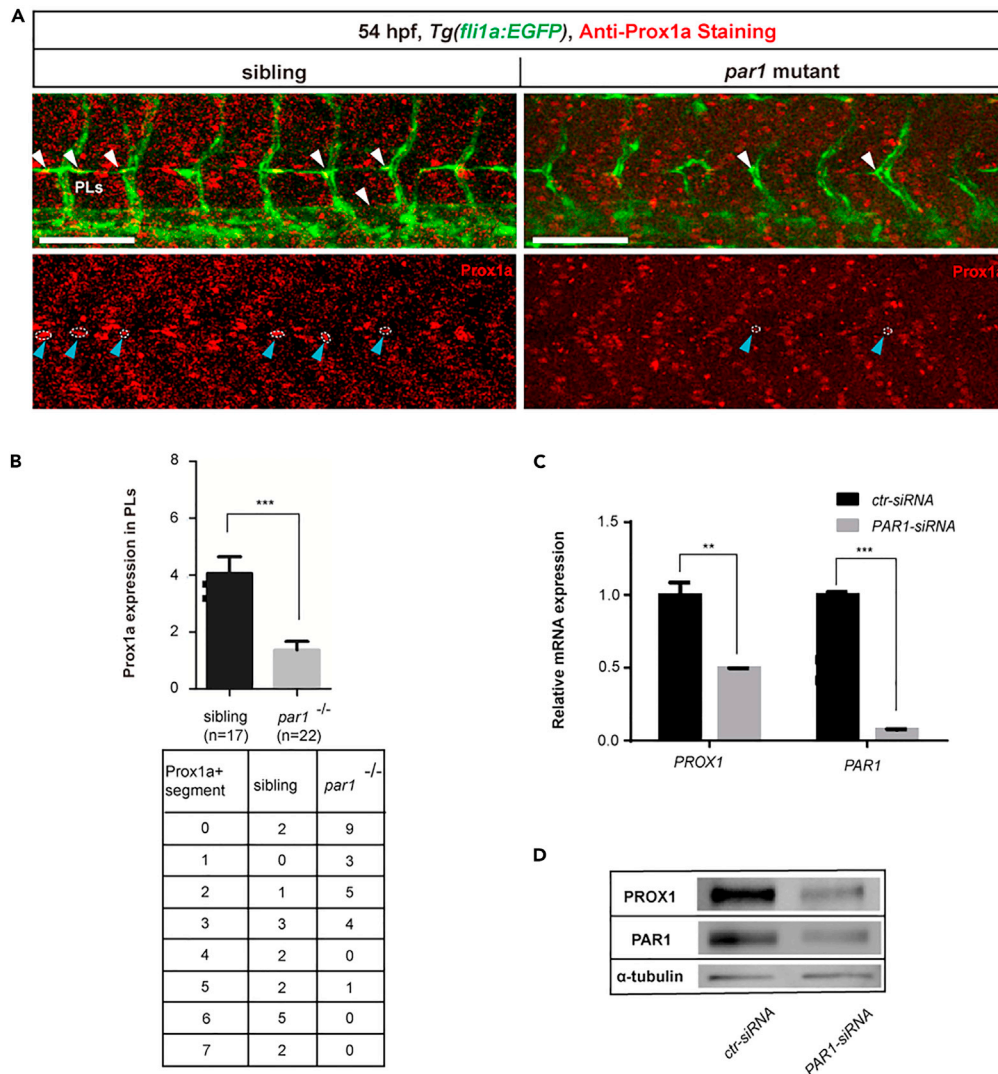 A
54 hpf, Tg(fli1a:EGFP), Anti-Prox1a Staining
sibling
par1 mutant
PLs
Prox1a
Prox1
B
Prox1a expression in PLs
8
6
4
2
0
***
sibling
(n=17)
par1 -/-
(n=22)
Prox1a+ segment sibling par1 -/-
0 2 9
1 0 3
2 1 5
3 3 4
4 2 0
5 2 1
6 5 0
7 2 0
C
ctr-siRNA
PAR1-siRNA
Relative mRNA expression
1.5
1.0
0.5
0.0
**
***
PROX1
PAR1
D
PROX1
PAR1
α-tubulin
ctr-siRNA
PAR1-siRNA